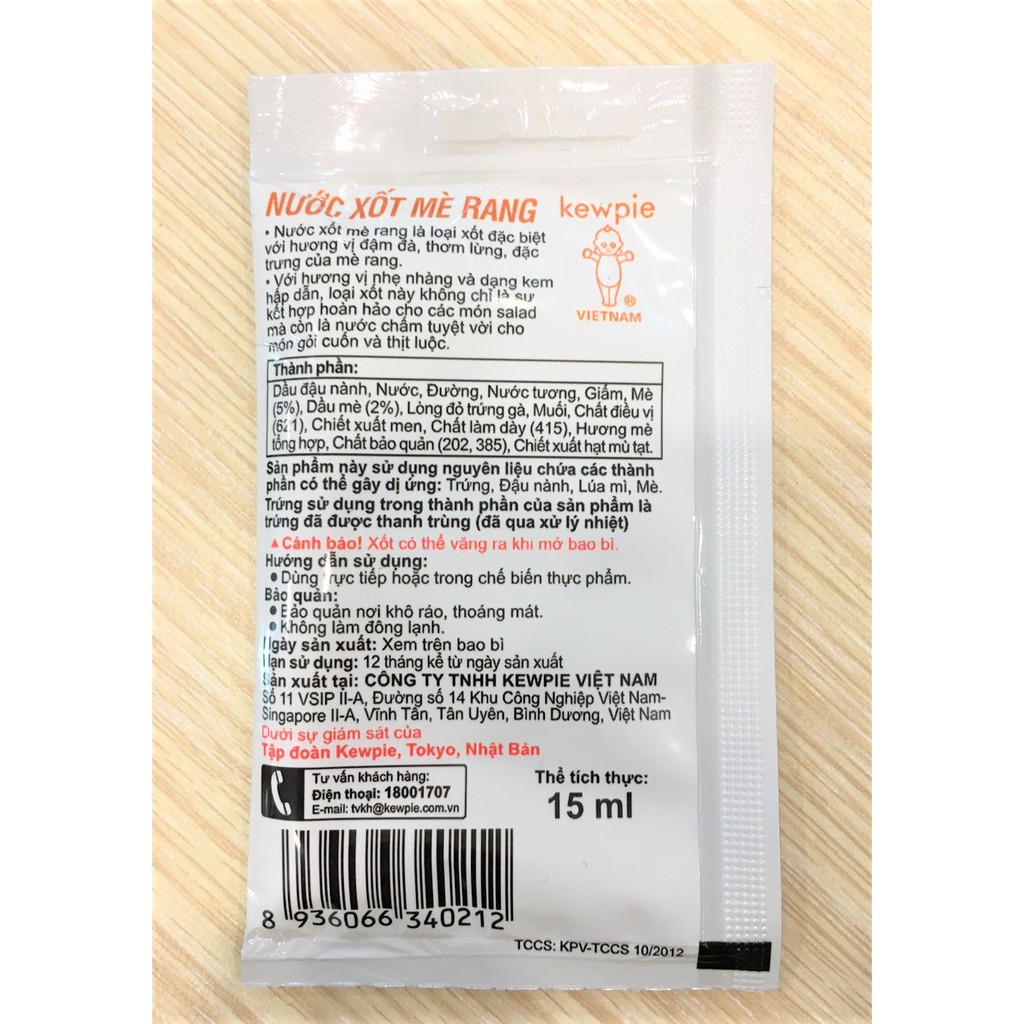 NƯỚC XỐT MÈ RANG
kewpie
® VIETNAM
• Nước xốt mè rang là loại xốt đặc biệt
với hương vị đậm đà, thơm lừng, đặc
trưng của mè rang.
• Với hương vị nhẹ nhàng và dạng kem
hấp dẫn, loại xốt này không chỉ là sự
kết hợp hoàn hảo cho các món salad
mà còn là nước chấm tuyệt vời cho
món gỏi cuốn và thịt luộc.
Thành phần:
Dầu đậu nành, Nước, Đường, Nước tương, Giấm, Mè
(5%), Dầu mè (2%), Lòng đỏ trứng gà, Muối, Chất điều vị
(621), Chiết xuất men, Chất làm dày (415), Hương mè
tổng hợp, Chất bảo quản (202, 385), Chiết xuất hạt mù tạt.
Sản phẩm này sử dụng nguyên liệu chứa các thành
phần có thể gây dị ứng: Trứng, Đậu nành, Lúa mì, Mè.
Trứng sử dụng trong thành phần của sản phẩm là
trứng đã được thanh trùng (đã qua xử lý nhiệt)
▲Cảnh báo! Xốt có thể văng ra khi mở bao bì.
Hướng dẫn sử dụng:
● Dùng trực tiếp hoặc trong chế biến thực phẩm.
Bảo quản:
● Bảo quản nơi khô ráo, thoáng mát.
● Không làm đông lạnh.
Ngày sản xuất: Xem trên bao bì
Hạn sử dụng: 12 tháng kể từ ngày sản xuất
Sản xuất tại: CÔNG TY TNHH KEWPIE VIỆT NAM
Số 11 VSIP II-A, Đường số 14 Khu Công Nghiệp Việt Nam-
Singapore II-A, Vĩnh Tân, Tân Uyên, Bình Dương, Việt Nam
Dưới sự giám sát của
Tập đoàn Kewpie, Tokyo, Nhật Bản
Tư vấn khách hàng:
Điện thoại: 18001707
E-mail: tvkh@kewpie.com.vn
Thể tích thực:
15 ml
8 936066 340212
TCCS: KPV-TCCS 10/2012